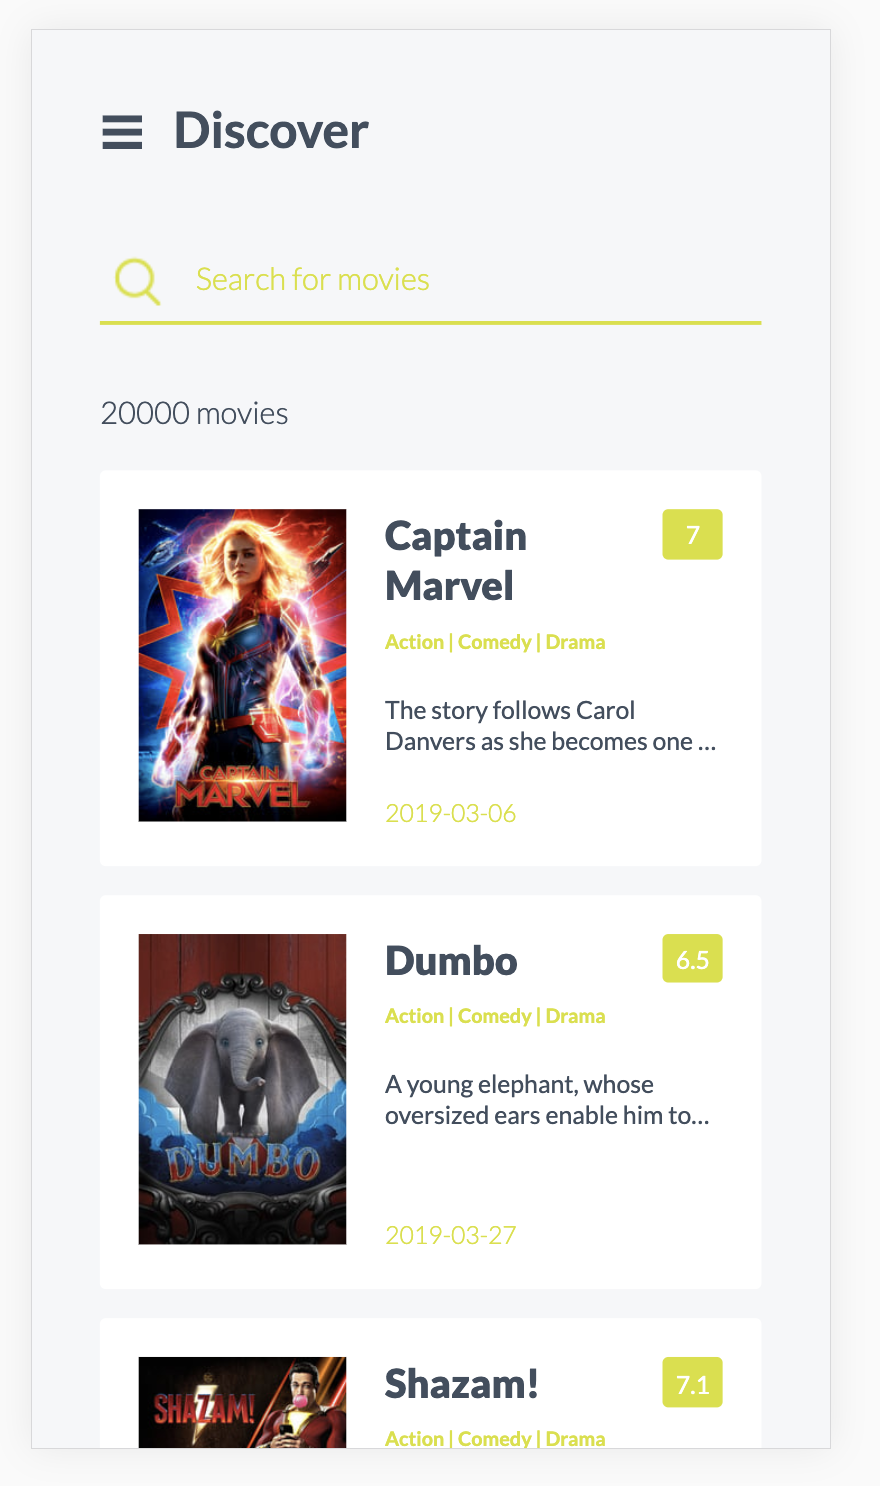 Discover
Search for movies
20000 movies
CAPTAIN
MARVEL
Captain
Marvel
7
Action | Comedy | Drama
The story follows Carol
Danvers as she becomes one ...
2019-03-06
DUMBO
Dumbo
6.5
Action | Comedy | Drama
A young elephant, whose
oversized ears enable him to...
2019-03-27
SHAZAM!
Shazam!
7.1
Action | Comedy | Drama